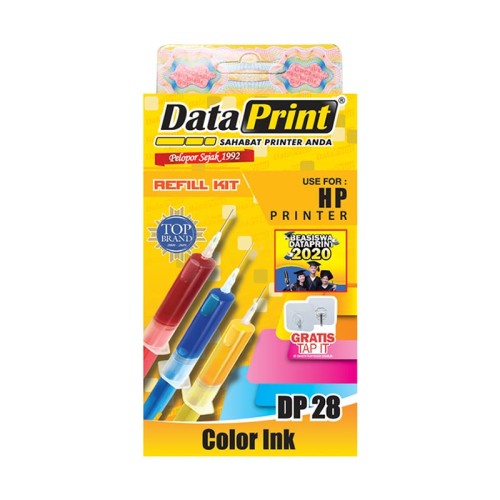 DataPrint®
SAHABAT PRINTER ANDA
Pelopor Sejak 1992
REFILL KIT
USE FOR :
HP
PRINTER
TOP
BRAND
BEASISWA
DATAPRINT
2020
GRATIS
TAP IT
DP 28
Color Ink